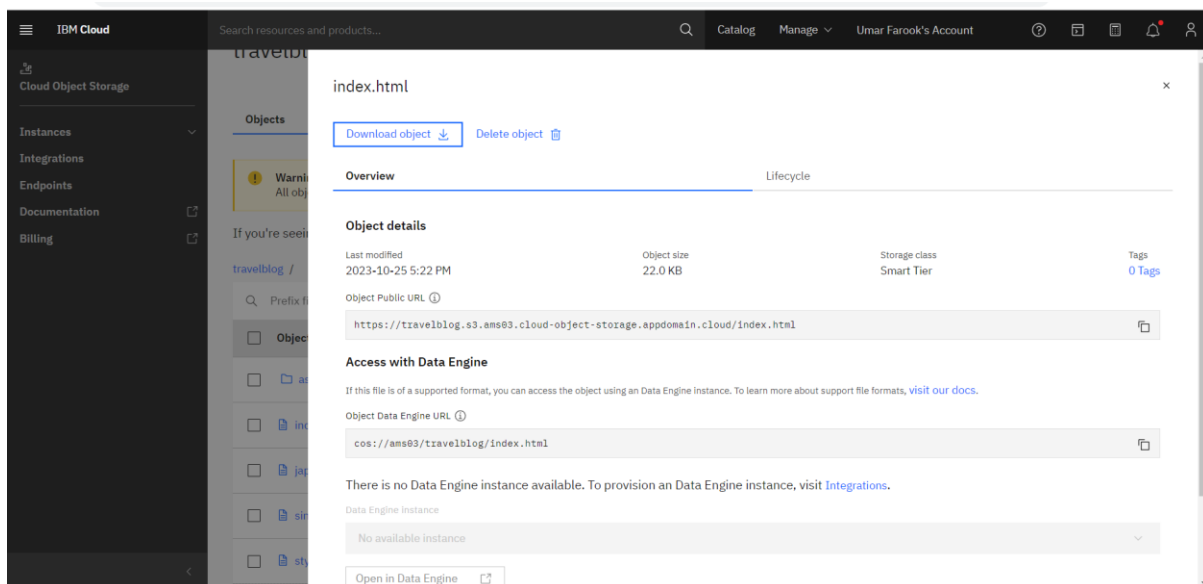 IBM Cloud
Search resources and products...
Catalog
Manage
Umar Farook's Account
Cloud Object Storage
Instances
Integrations
Endpoints
Documentation
Billing
Objects
All
If you're
travelblog /
Prefix
index.html
Download object
Delete object
Overview
Lifecycle
Object details
Last modified
Object size
Storage class
Tags
2023-10-25 5:22 PM
22.0 KB
Smart Tier
0 Tags
Object Public URL
https://travelblog.s3.ams03.cloud-object-storage.appdomain.cloud/index.html
Access with Data Engine
If this file is of a supported format, you can access the object using an Data Engine instance. To learn more about support file formats, visit our docs.
Object Data Engine URL
cos://ams03/travelblog/index.html
There is no Data Engine instance available. To provision an Data Engine instance, visit Integrations.
Data Engine instance
No available instance
Open in Data Engine